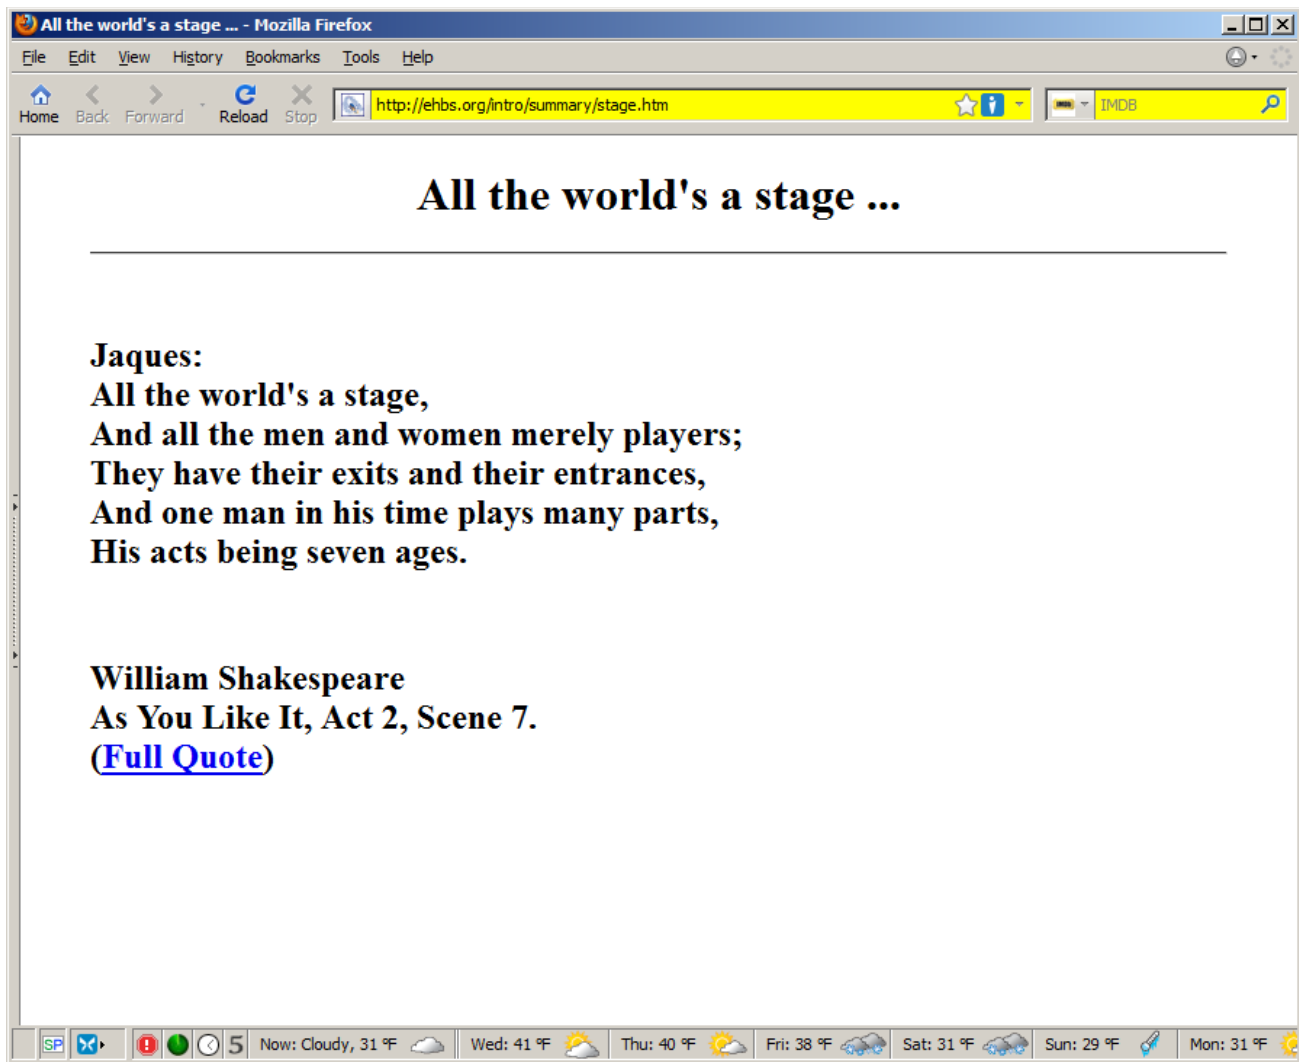 All the world's a stage ... - Mozilla Firefox
File Edit View History Bookmarks Tools Help
Home Back Forward Reload Stop http://ehbs.org/intro/summary/stage.htm IMDB
All the world's a stage ...
Jaques:
All the world's a stage,
And all the men and women merely players;
They have their exits and their entrances,
And one man in his time plays many parts,
His acts being seven ages.
William Shakespeare
As You Like It, Act 2, Scene 7.
(Full Quote)
SP 5 Now: Cloudy, 31 °F Wed: 41 °F Thu: 40 °F Fri: 38 °F Sat: 31 °F Sun: 29 °F Mon: 31 °F